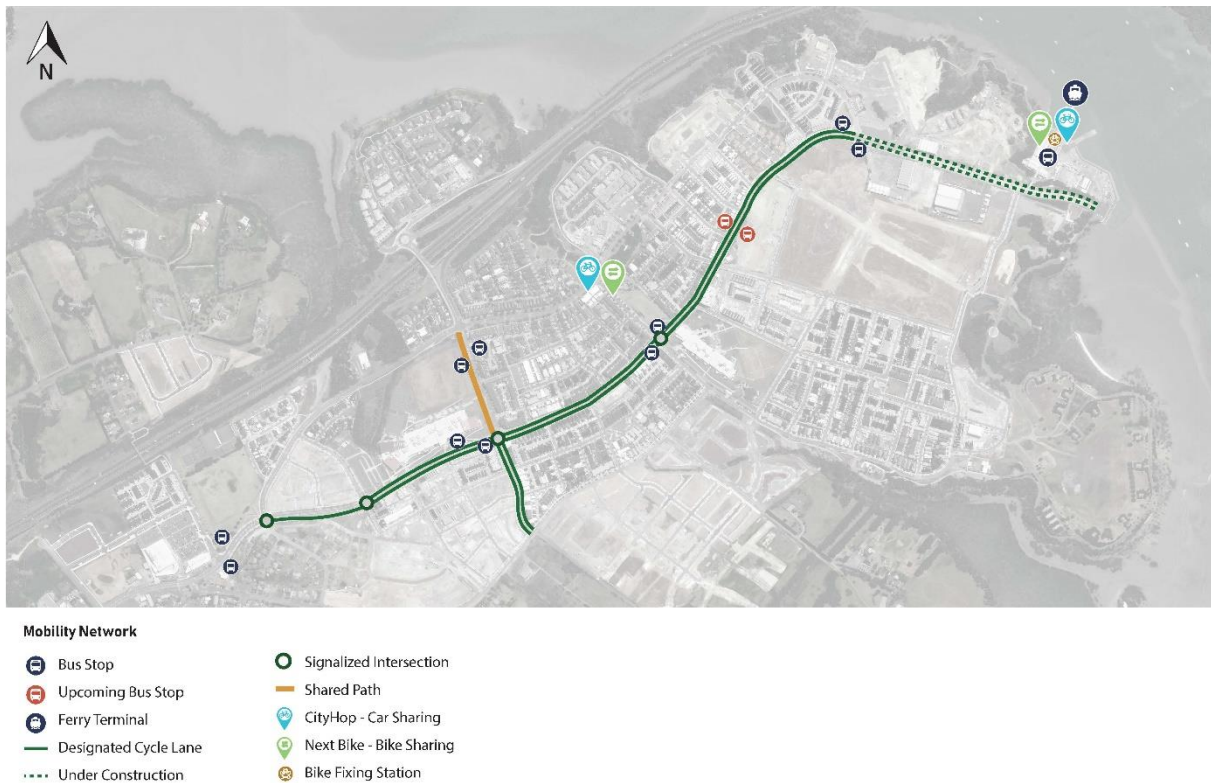 N
Mobility Network
Bus Stop
Upcoming Bus Stop
Ferry Terminal
Designated Cycle Lane
Under Construction
Signalized Intersection
Shared Path
CityHop - Car Sharing
Next Bike - Bike Sharing
Bike Fixing Station